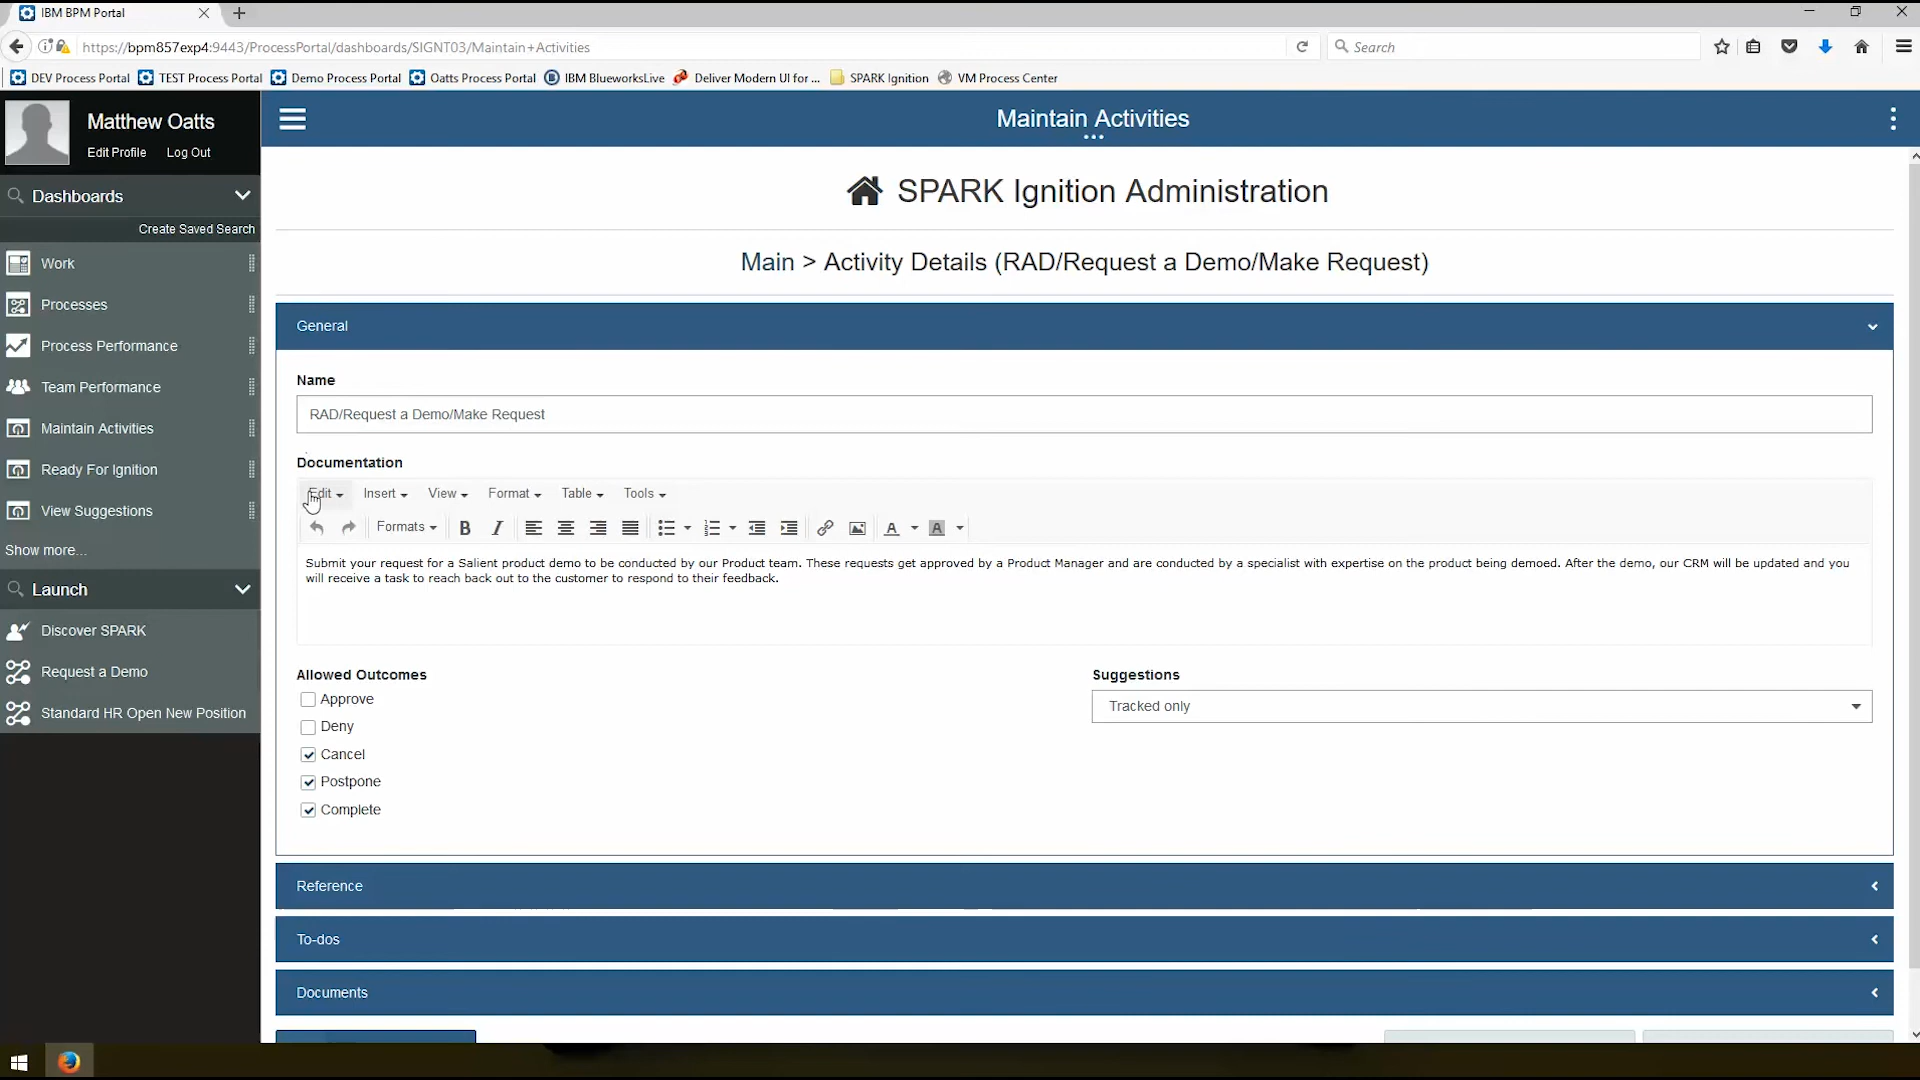 IBM BPM Portal
https://bpm857exp4:9443/ProcessPortal/dashboards/SIGNT03/Maintain+Activities
Search
DEV Process Portal TEST Process Portal Demo Process Portal Oatts Process Portal IBM BlueworksLive Deliver Modern UI for ... SPARK Ignition VM Process Center
Matthew Oatts
Edit Profile Log Out
Dashboards
Create Saved Search
Work
Processes
Process Performance
Team Performance
Maintain Activities
Ready For Ignition
View Suggestions
Show more...
Launch
Discover SPARK
Request a Demo
Standard HR Open New Position
Maintain Activities
SPARK Ignition Administration
Main > Activity Details (RAD/Request a Demo/Make Request)
General
Name
RAD/Request a Demo/Make Request
Documentation
Edit Insert View Format Table Tools
Formats B I A A
Submit your request for a Salient product demo to be conducted by our Product team. These requests get approved by a Product Manager and are conducted by a specialist with expertise on the product being demoed. After the demo, our CRM will be updated and you
will receive a task to reach back out to the customer to respond to their feedback.
Allowed Outcomes
Approve
Deny
Cancel
Postpone
Complete
Suggestions
Tracked only
Reference
To-dos
Documents